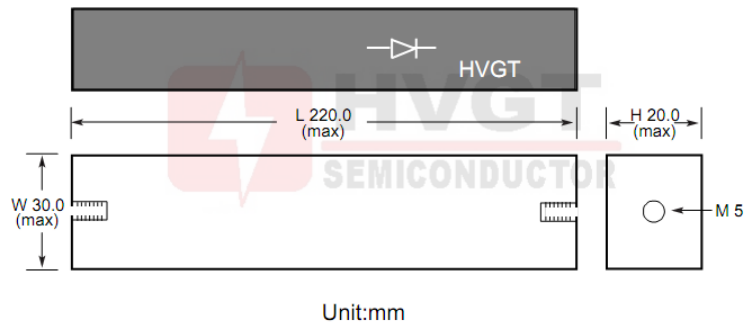 HVGT
HVGT
SEMICONDUCTOR
L 220.0
(max)
H 20.0
(max)
W 30.0
(max)
M 5
Unit:mm